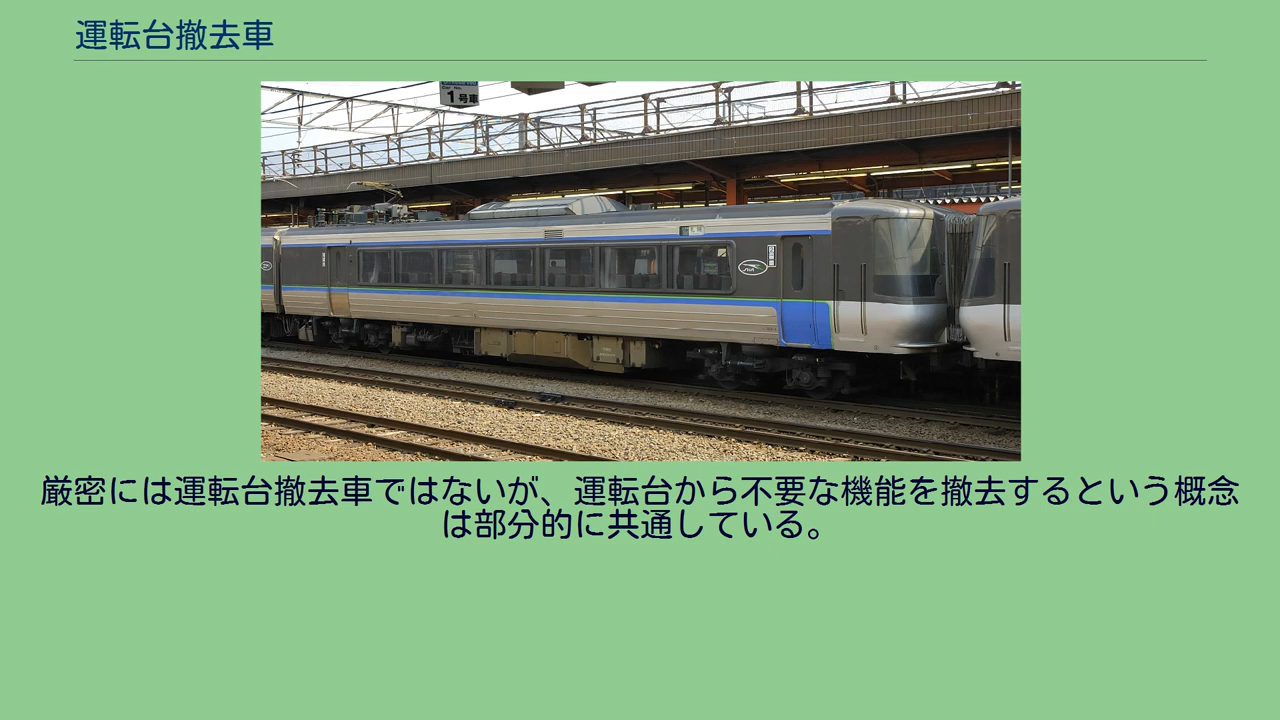 運転台撤去車
1号車
厳密には運転台撤去車ではないが、運転台から不要な機能を撤去するという概念
は部分的に共通している。